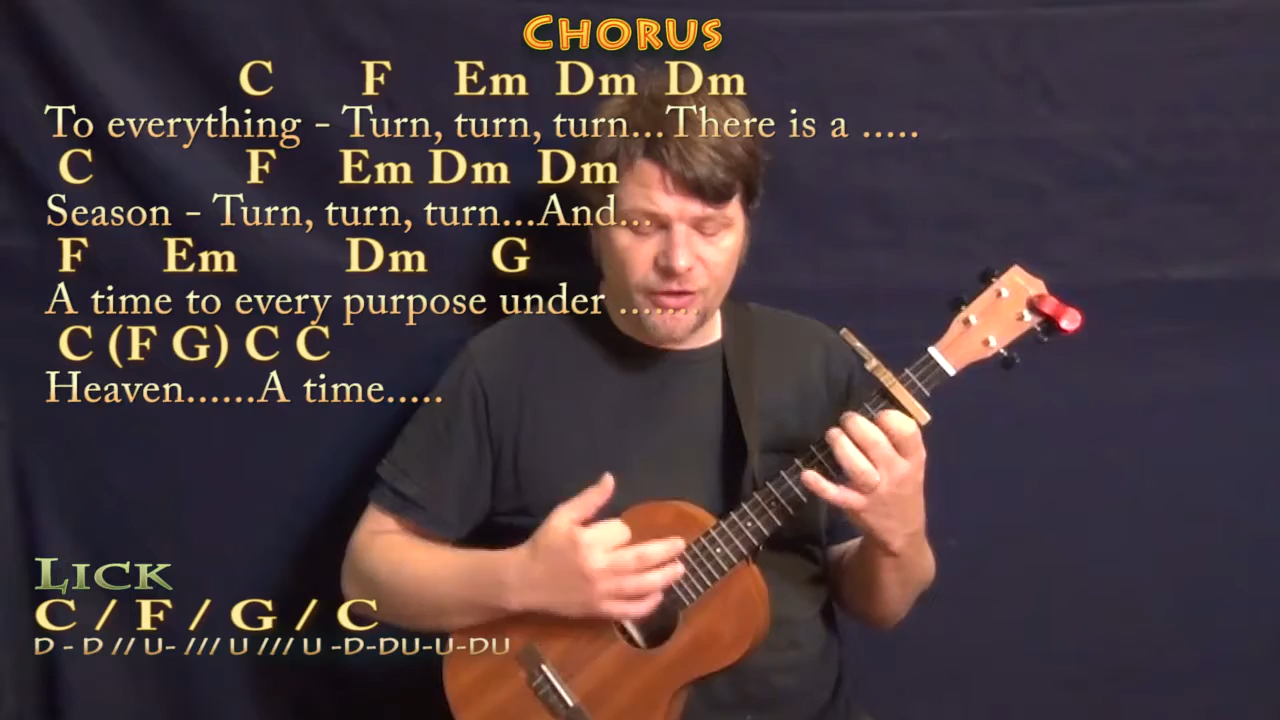 CHORUS
C F Em Dm Dm
To everything - Turn, turn, turn...There is a .....
C F Em Dm Dm
Season - Turn, turn, turn...And...
F Em Dm G
A time to every purpose under .......
C (F G) C C
Heaven......A time.....
LICK
C / F / G / C
D - D // U- /// U /// U -D-DU-U-DU